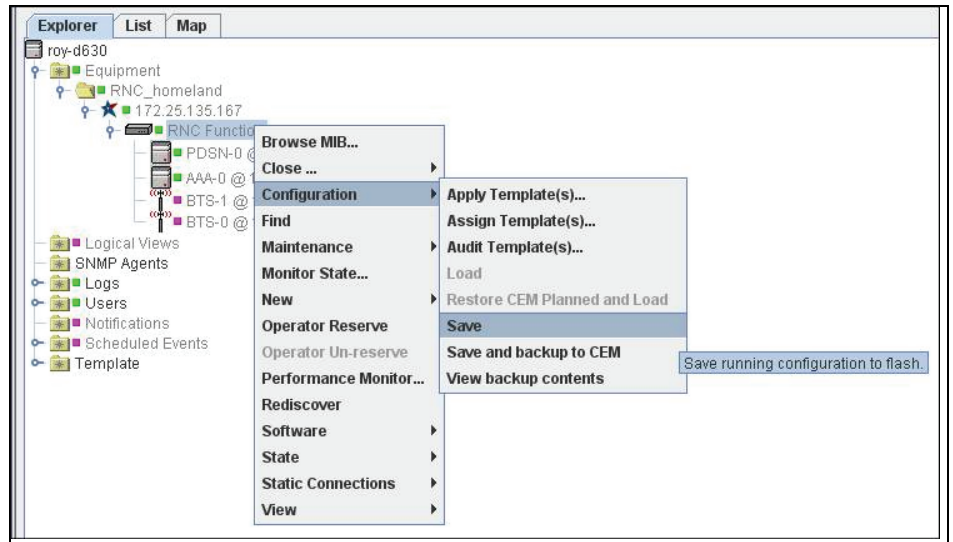 Explorer List Map
roy-d630
Equipment
RNC_homeland
172.25.135.167
RNC Functio
PDSN-0 @
AAA-0 @
BTS-1 @
BTS-0 @
Logical Views
SNMP Agents
Logs
Users
Notifications
Scheduled Events
Template
Browse MIB...
Close ...
Configuration
Find
Maintenance
Monitor State...
New
Operator Reserve
Operator Un-reserve
Performance Monitor...
Rediscover
Software
State
Static Connections
View
Apply Template(s)...
Assign Template(s)...
Audit Template(s)...
Load
Restore CEM Planned and Load
Save
Save and backup to CEM
View backup contents
Save running configuration to flash.